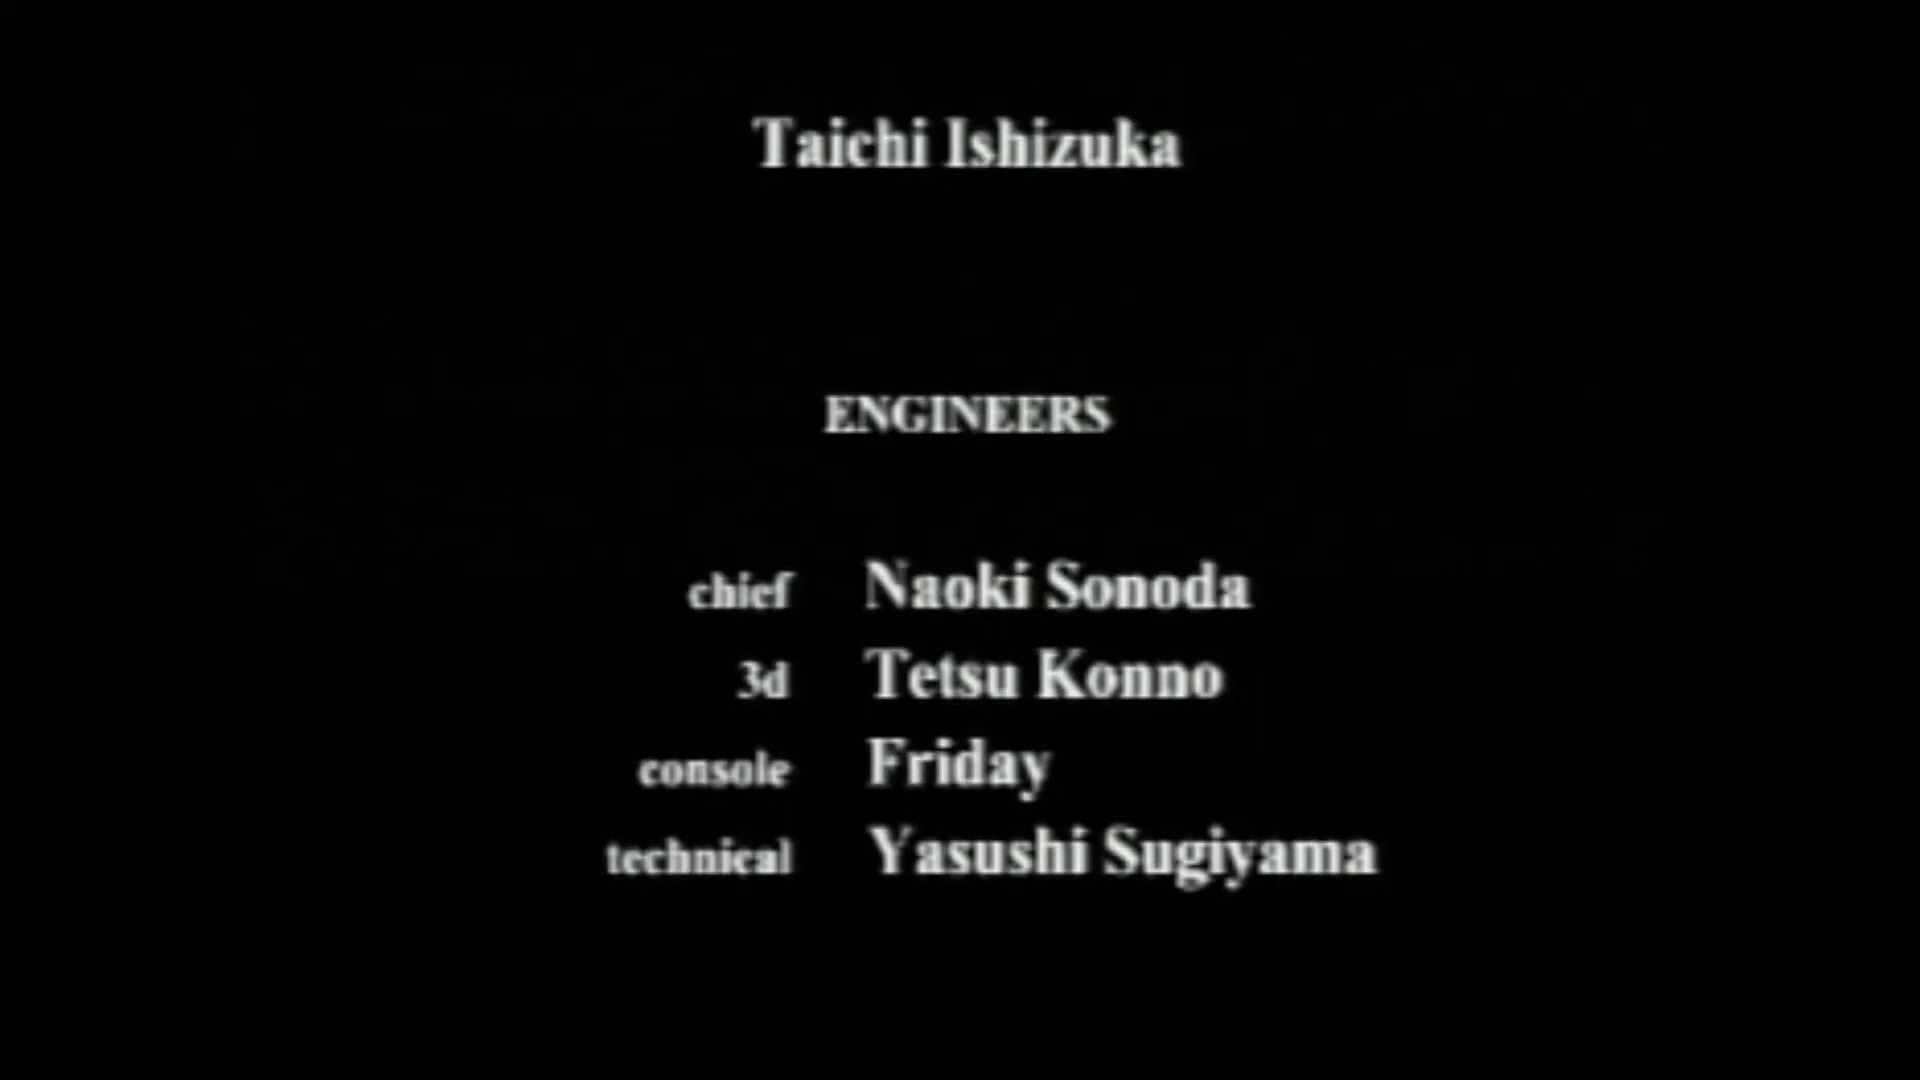 Taichi Ishizuka
ENGINEERS
chief Naoki Sonoda
3d Tetsu Konno
console Friday
technical Yasushi Sugiyama